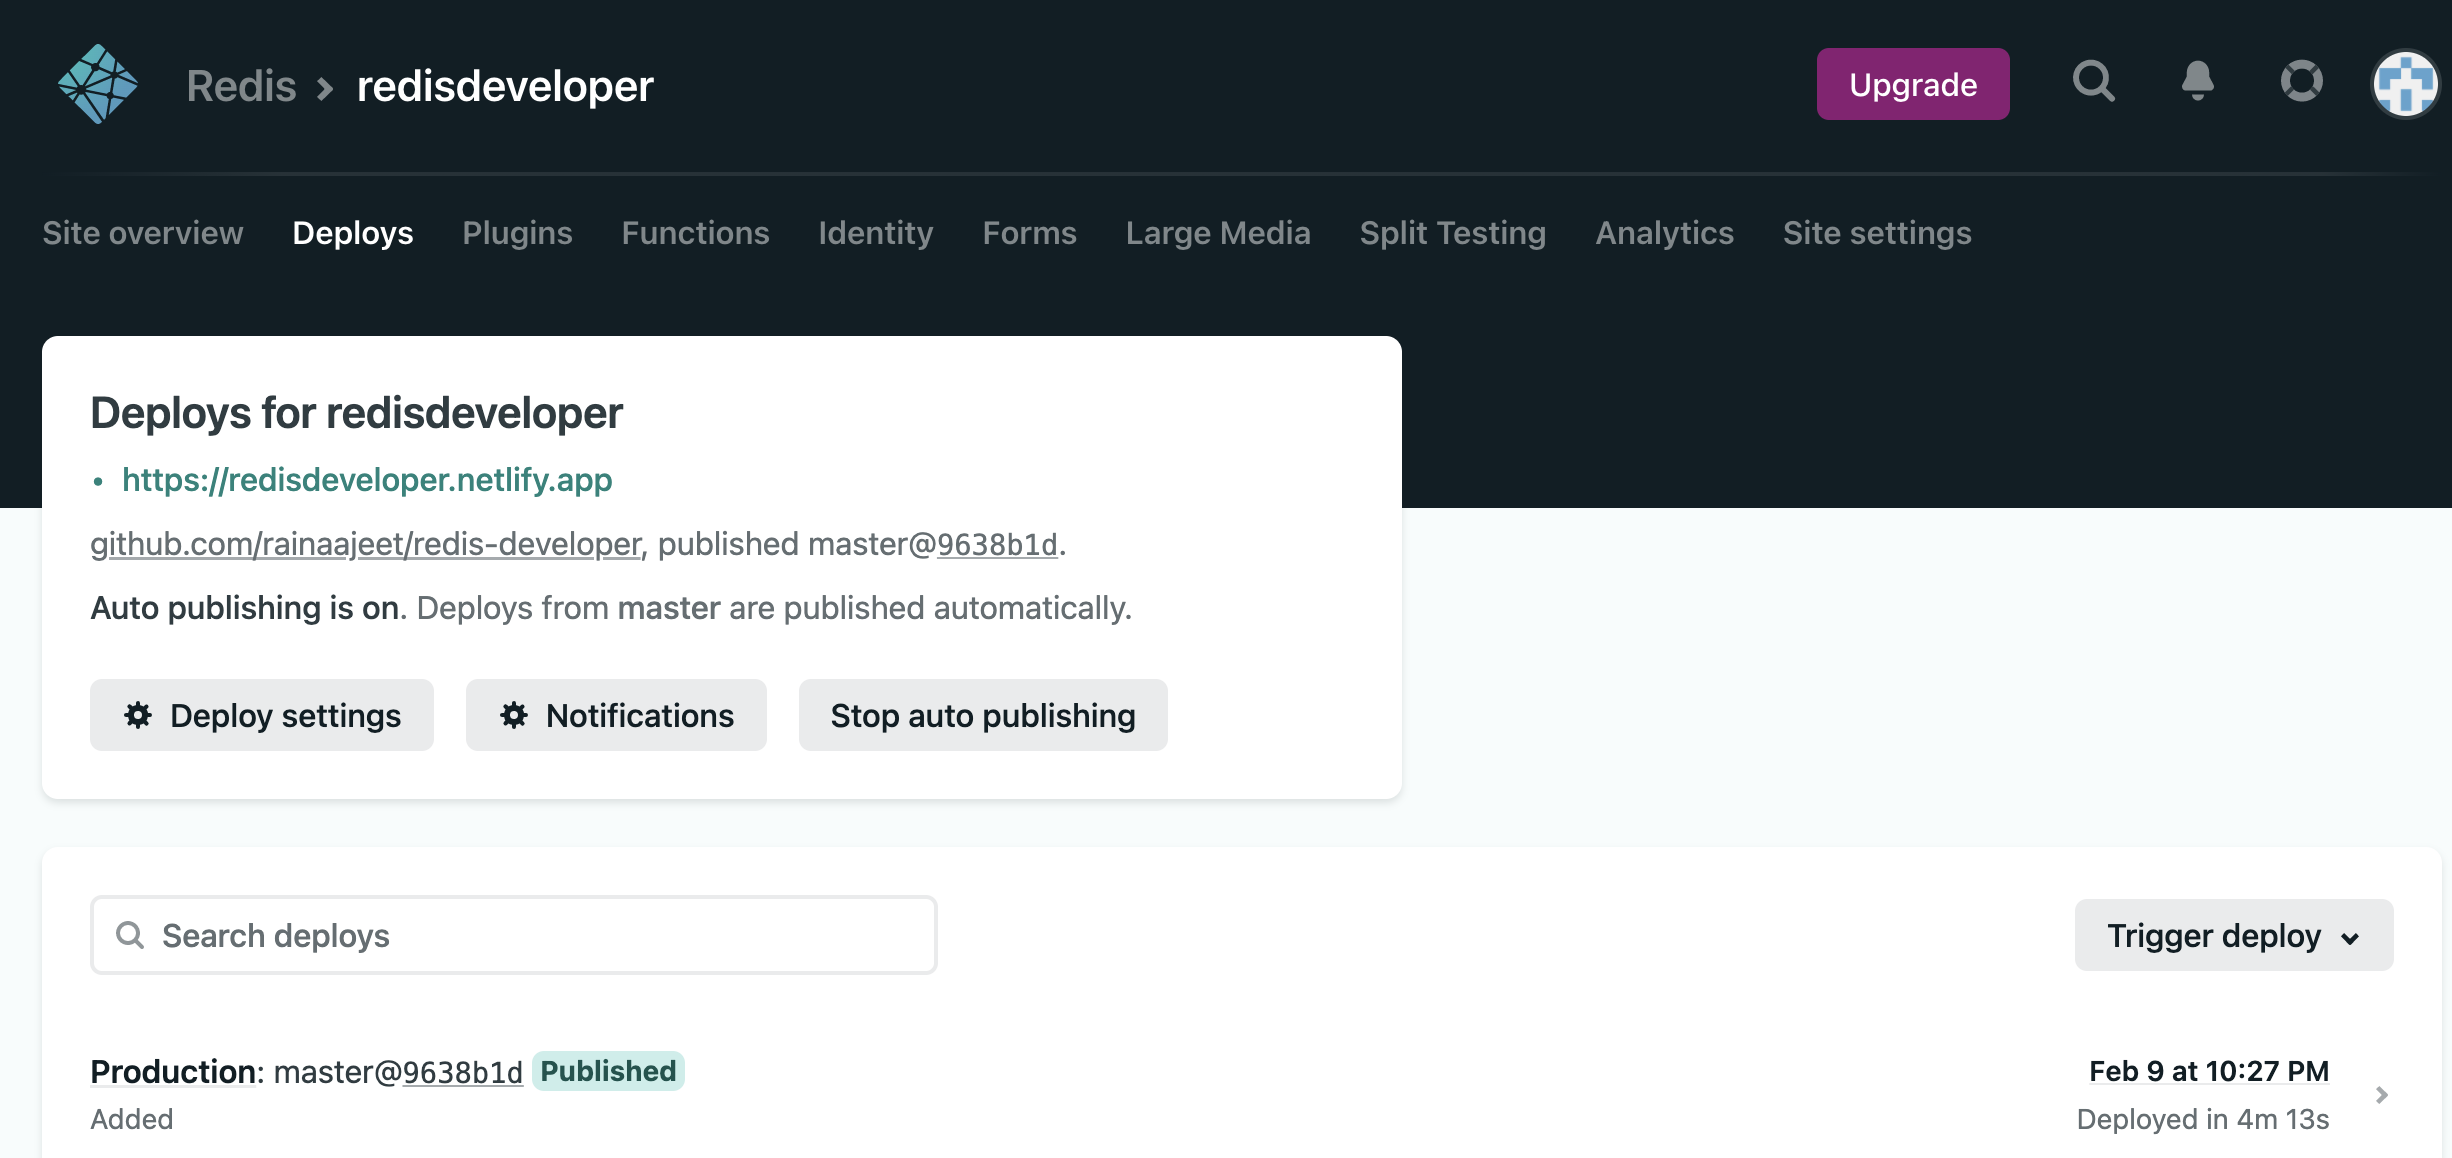 Redis > redisdeveloper
Upgrade
Site overview Deploys Plugins Functions Identity Forms Large Media Split Testing Analytics Site settings
Deploys for redisdeveloper
• https://redisdeveloper.netlify.app
github.com/rainaajeet/redis-developer, published master@9638b1d.
Auto publishing is on. Deploys from master are published automatically.
Deploy settings Notifications Stop auto publishing
Search deploys
Trigger deploy
Production: master@9638b1d Published
Feb 9 at 10:27 PM
Added
Deployed in 4m 13s